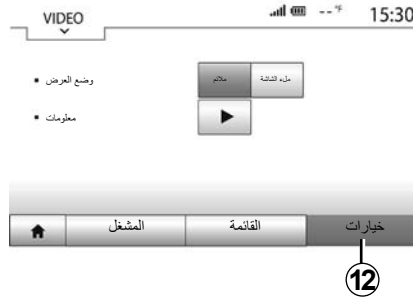 VIDEO --°F 15:30
وضع العرض ملائم ملء الشاشة
معلومات
المشغل القائمة خيارات
12